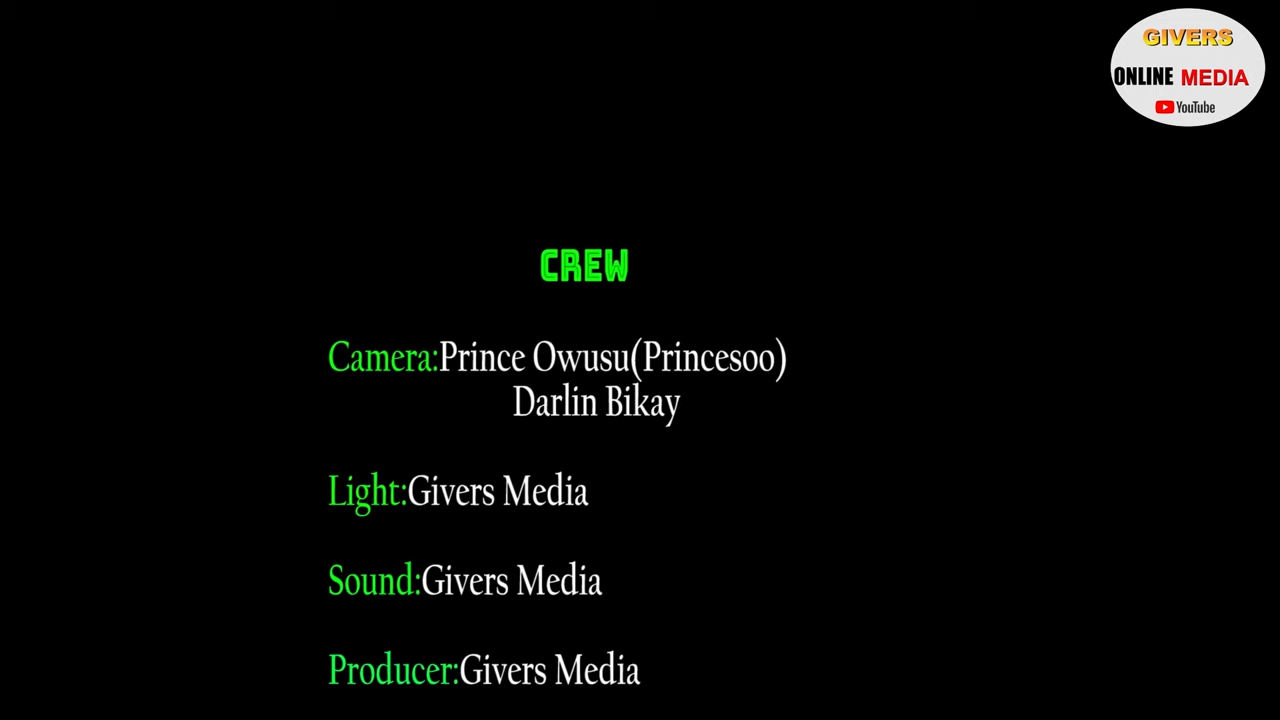 GIVERS
ONLINE MEDIA
YouTube
CREW
Camera:Prince Owusu(Princesoo)
Darlin Bikay
Light:Givers Media
Sound:Givers Media
Producer:Givers Media